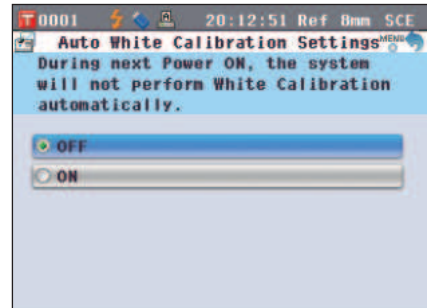 T 0001 20:12:51 Ref 8mm SCE
Auto White Calibration Settings MENU
During next Power ON, the system
will not perform White Calibration
automatically.
OFF
ON